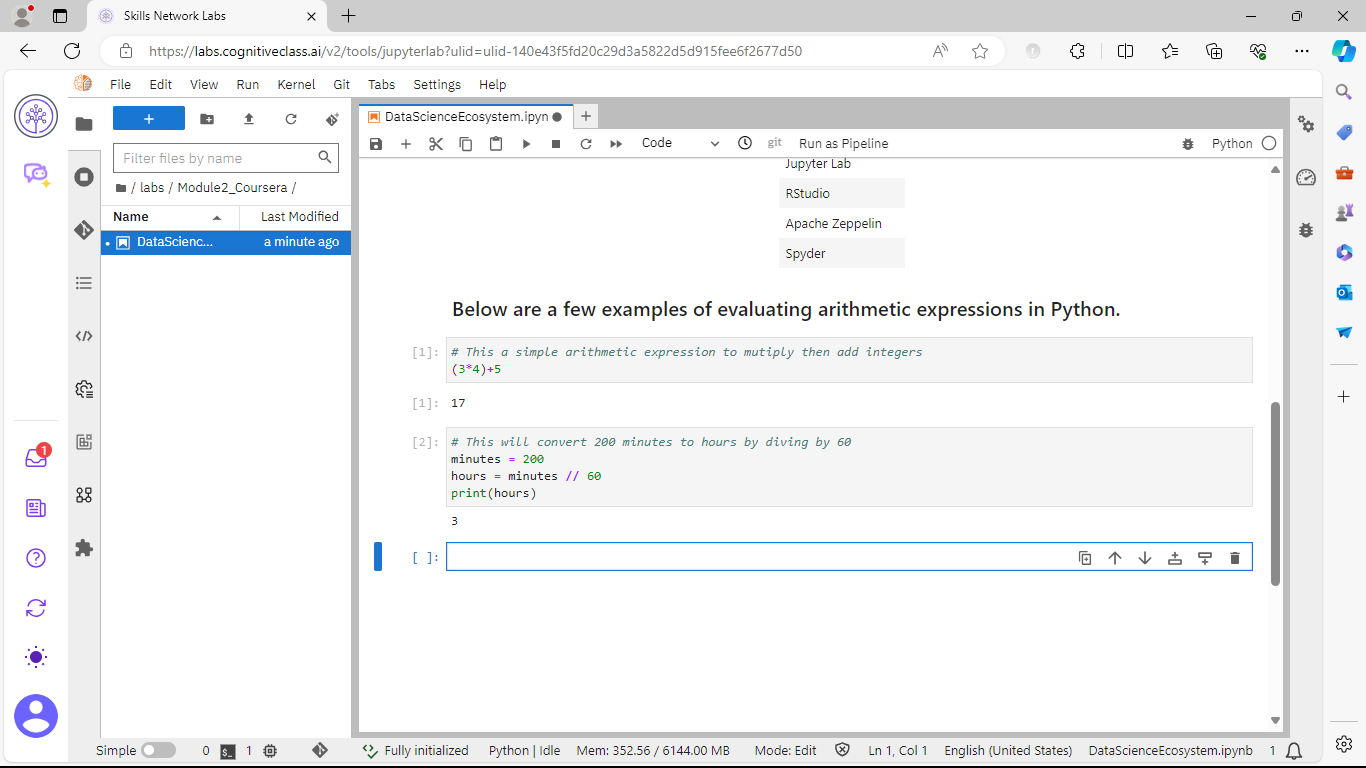 Skills Network Labs
https://labs.cognitiveclass.ai/v2/tools/jupyterlab?ulid=ulid-140e43f5fd20c29d3a5822d5d915fee6f2677d50
File Edit View Run Kernel Git Tabs Settings Help
Filter files by name
/ labs / Module2_Coursera /
Name Last Modified
DataScienc... a minute ago
DataScienceEcosystem.ipyn
Code git Run as Pipeline Python
Jupyter Lab
RStudio
Apache Zeppelin
Spyder
Below are a few examples of evaluating arithmetic expressions in Python.
[1]: # This a simple arithmetic expression to mutiply then add integers
(3*4)+5
[1]: 17
[2]: # This will convert 200 minutes to hours by diving by 60
minutes = 200
hours = minutes // 60
print(hours)
3
[ ]:
1
Simple 0 $_ 1 Fully initialized Python | Idle Mem: 352.56 / 6144.00 MB Mode: Edit Ln 1, Col 1 English (United States) DataScienceEcosystem.ipynb 1